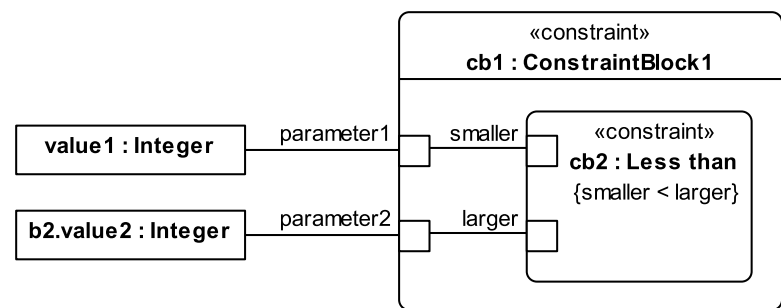 «constraint»
cb1 : ConstraintBlock1
parameter1
smaller
«constraint»
value1 : Integer
cb2 : Less than
{smaller < larger}
parameter2
larger
b2.value2 : Integer